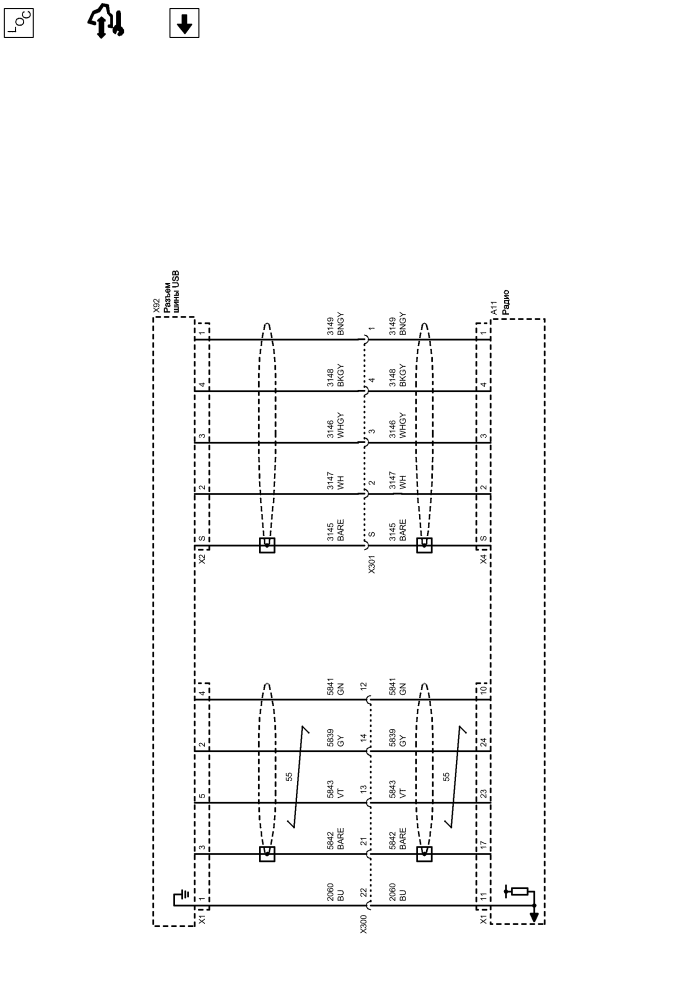 LOC
X92
Разъем
шины USB
A11
Радио
1
3149
BNGY
1
3149
BNGY
1
4
3148
BKGY
4
3148
BKGY
4
3
3146
WHGY
3
3146
WHGY
3
2
3147
WH
2
3147
WH
2
S
3145
BARE
S
3145
BARE
S
X2
X301
X4
4
5841
GN
12
5841
GN
10
2
5839
GY
14
5839
GY
24
55
55
5
5843
VT
13
5843
VT
23
3
5842
BARE
21
5842
BARE
17
1
2060
BU
22
2060
BU
11
X1
X300
X1